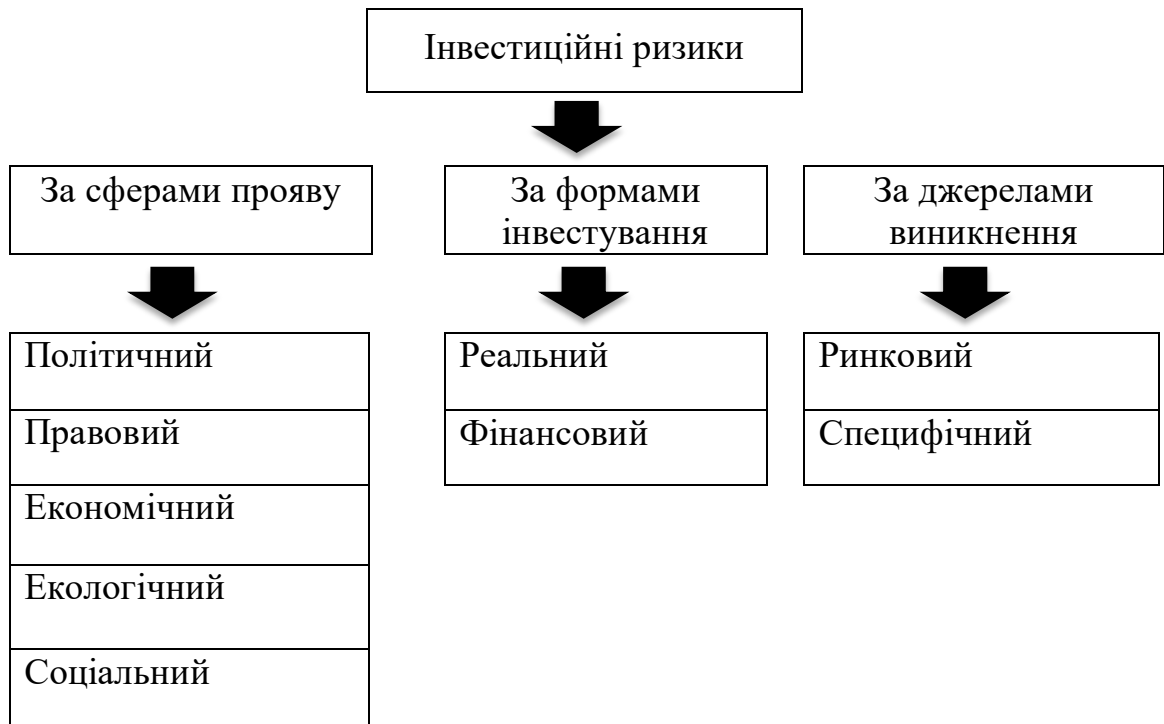 Інвестиційні ризики
За сферами прояву
За формами
інвестування
За джерелами
виникнення
Політичний
Правовий
Економічний
Екологічний
Соціальний
Реальний
Фінансовий
Ринковий
Специфічний